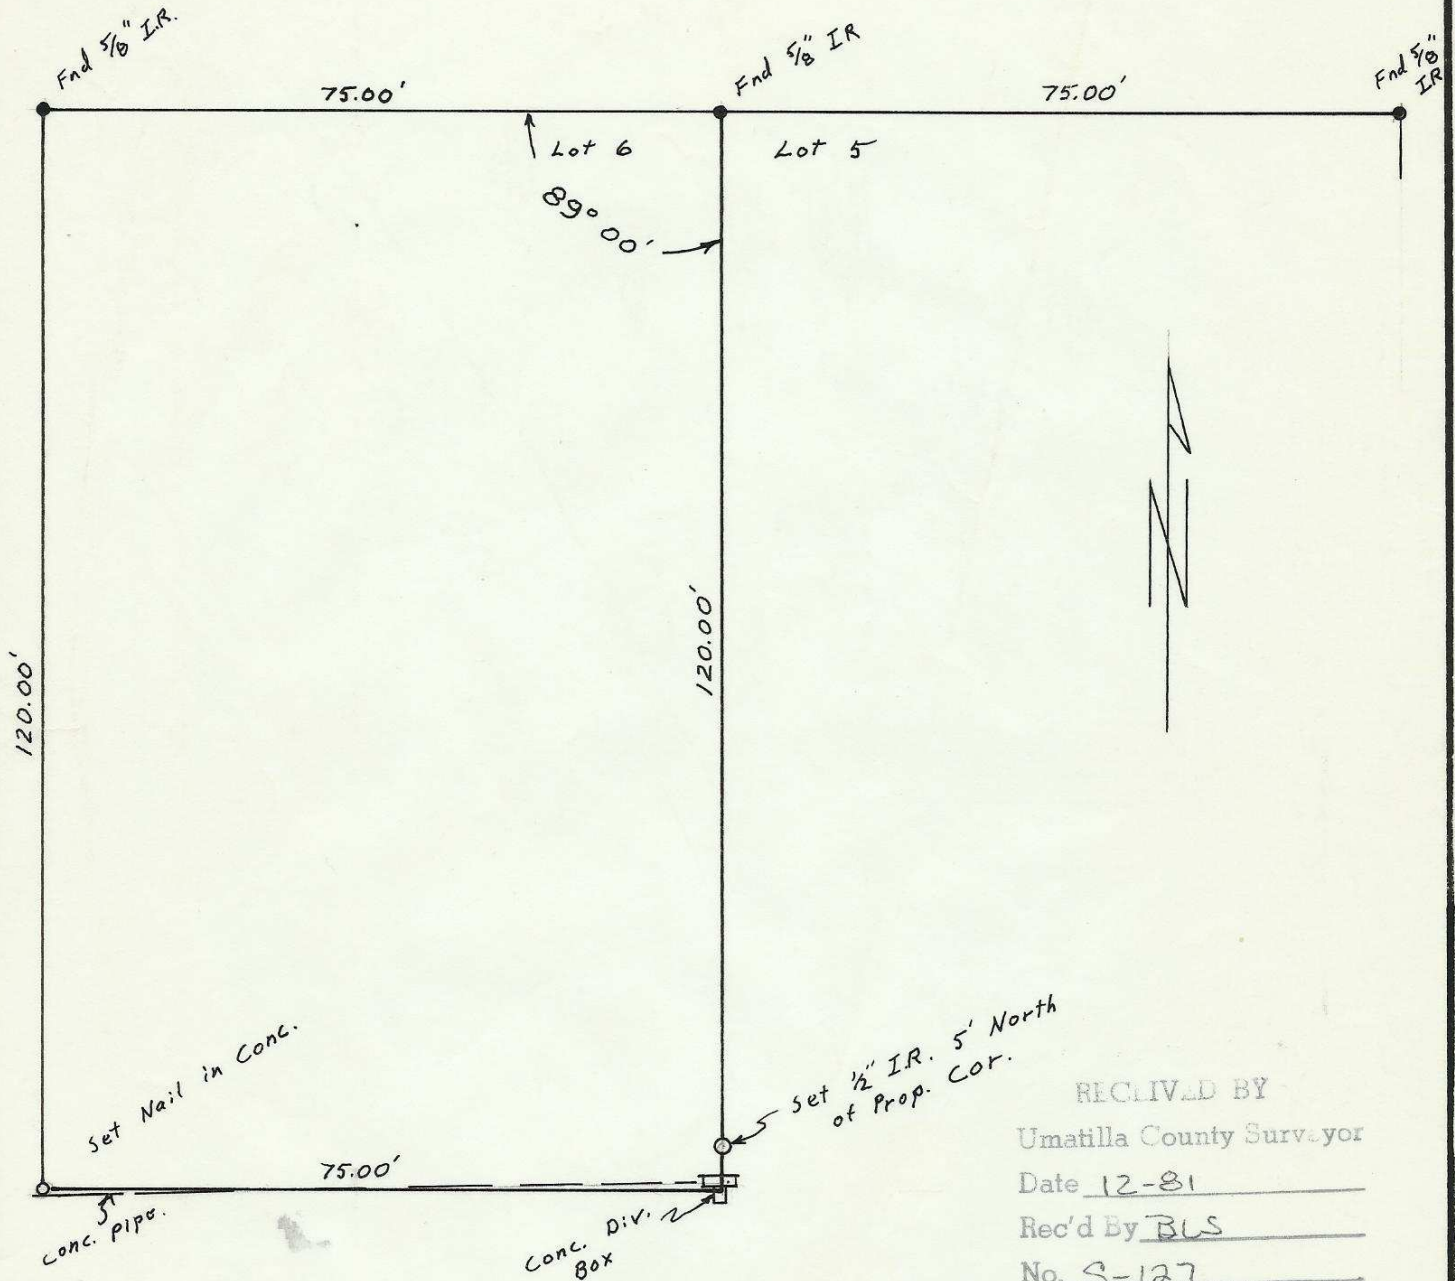 Fnd 5/8" I.R.
Fnd 5/8" IR
Fnd 5/8"
IR
75.00'
75.00'
Lot 6
Lot 5
89° 00'
N
120.00'
120.00'
Set Nail in Conc.
Set 1/2" I.R. 5' North
of Prop. Cor.
75.00'
Conc. Pipe.
Conc. Div.
Box
RECEIVED BY
Umatilla County Surveyor
Date 12-81
Rec'd By BLS
No. S-127